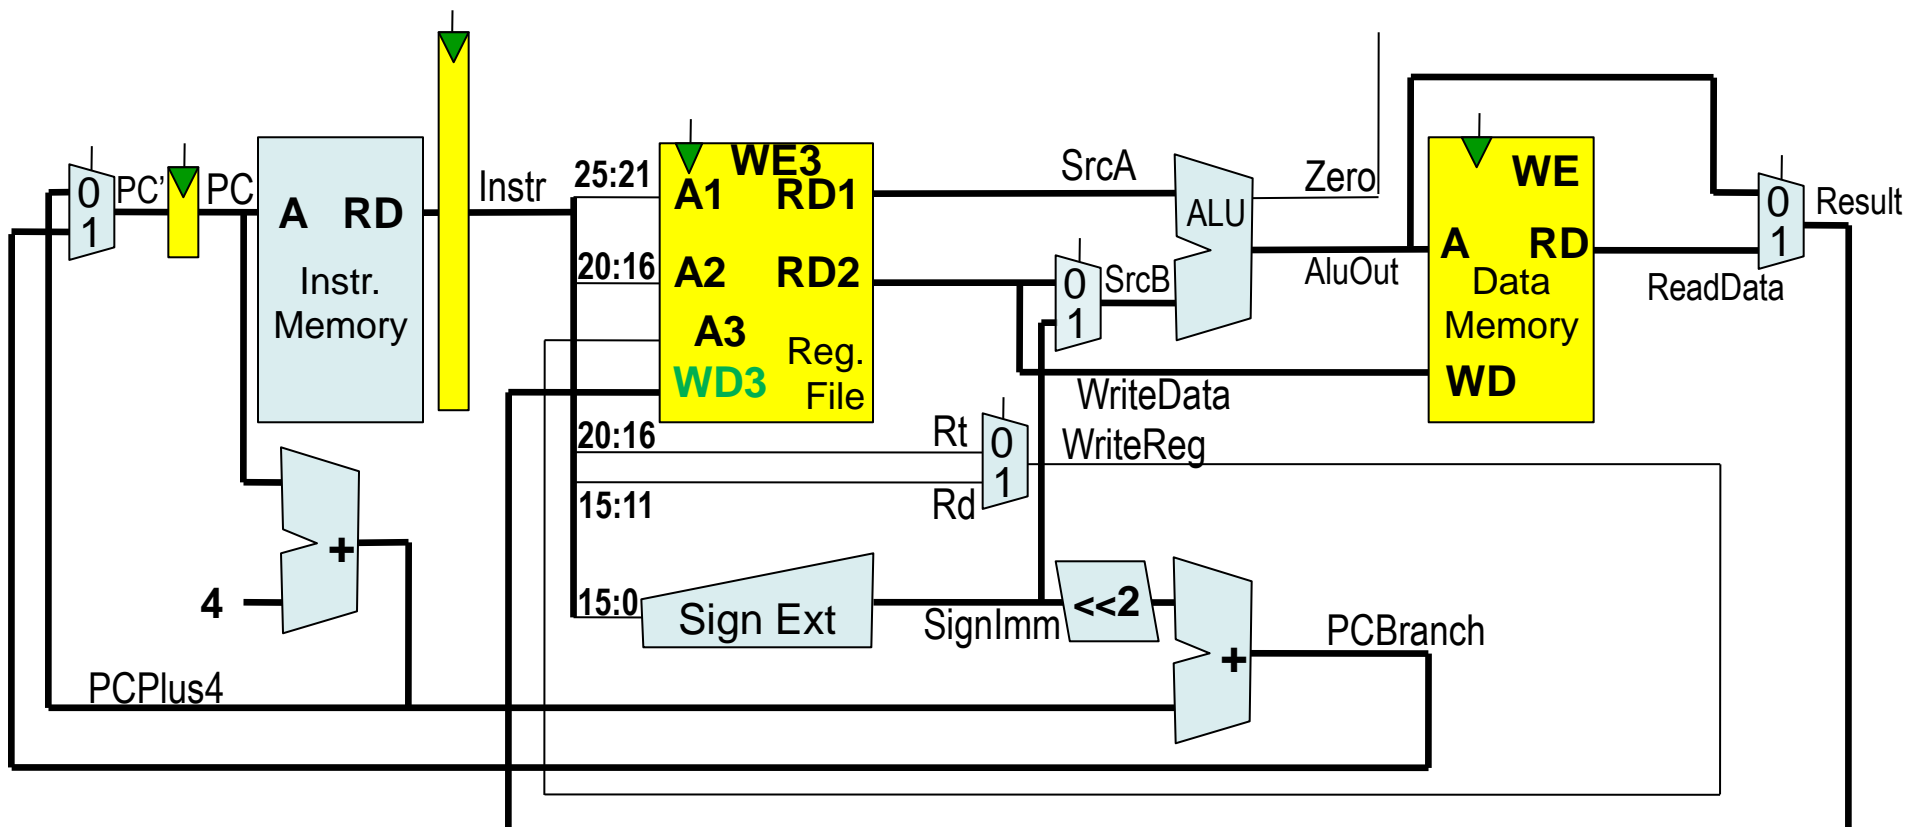 0
1
PC'
PC
A RD
Instr.
Memory
Instr
25:21
20:16
A1
WE3
RD1
A2
RD2
A3
WD3
Reg.
File
20:16
15:11
15:0
Rt
Rd
0
1
WriteReg
SrcA
0
1
SrcB
ALU
Zero
AluOut
WriteData
WE
A RD
Data
Memory
WD
ReadData
0
1
Result
+
4
Sign Ext
SignImm
<<2
+
PCBranch
PCPlus4